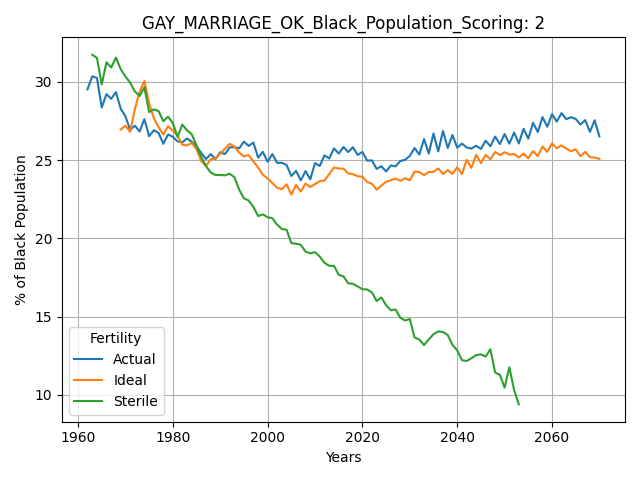 GAY_MARRIAGE_OK_Black_Population_Scoring: 2
% of Black Population
30
25
20
15
10
Fertility
Actual
Ideal
Sterile
1960 1980 2000 2020 2040 2060
Years